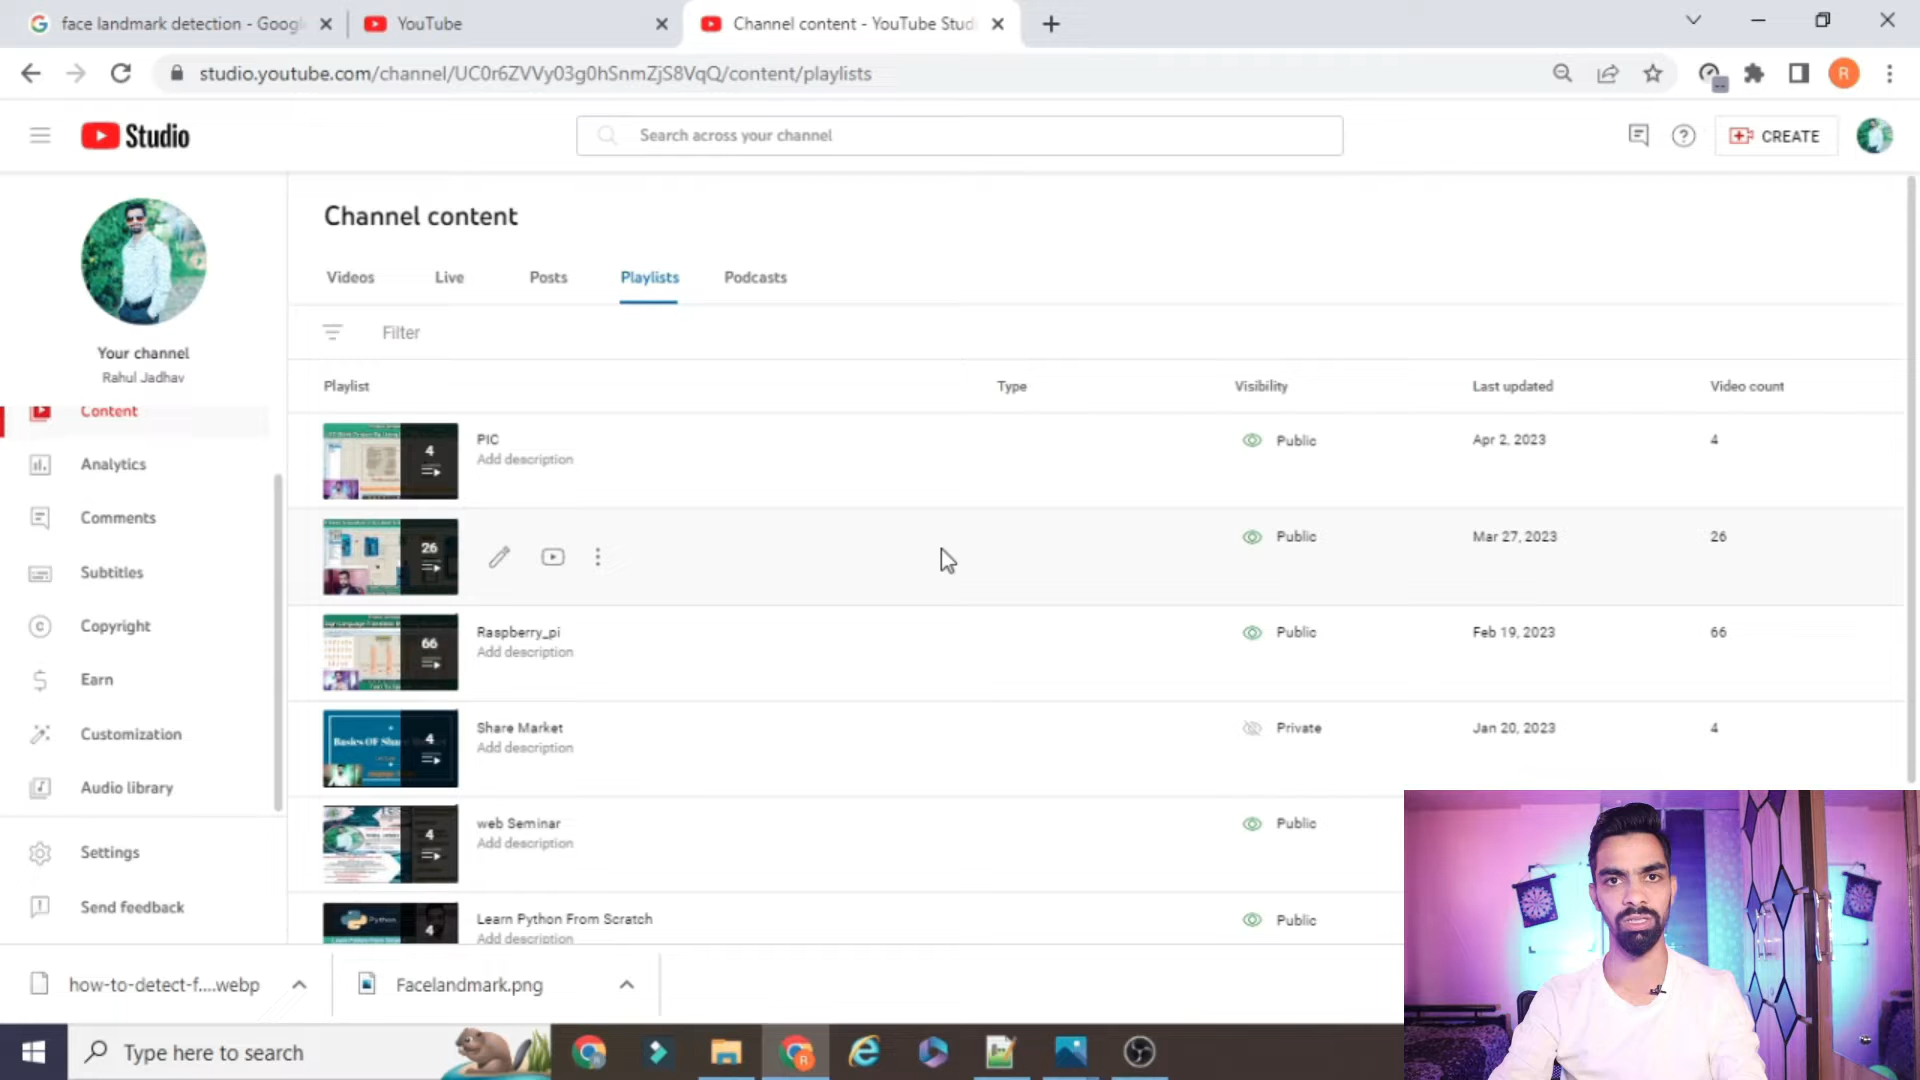 face landmark detection - Googl
YouTube
Channel content - YouTube Stud
studio.youtube.com/channel/UC0r6ZVVy03g0hSnmZjS8VqQ/content/playlists
R
Studio
Search across your channel
CREATE
Your channel
Rahul Jadhav
Content
Analytics
Comments
Subtitles
Copyright
Earn
Customization
Audio library
Settings
Send feedback
Channel content
Videos Live Posts Playlists Podcasts
Filter
Playlist Type Visibility Last updated Video count
4 PIC Public Apr 2, 2023 4
Add description
26 Public Mar 27, 2023 26
66 Raspberry_pi Public Feb 19, 2023 66
Add description
Basics OF
4 Share Market Private Jan 20, 2023 4
Add description
4 web Seminar Public
Add description
Python
4 Learn Python From Scratch Public
Add description
how-to-detect-f....webp
Facelandmark.png
Type here to search